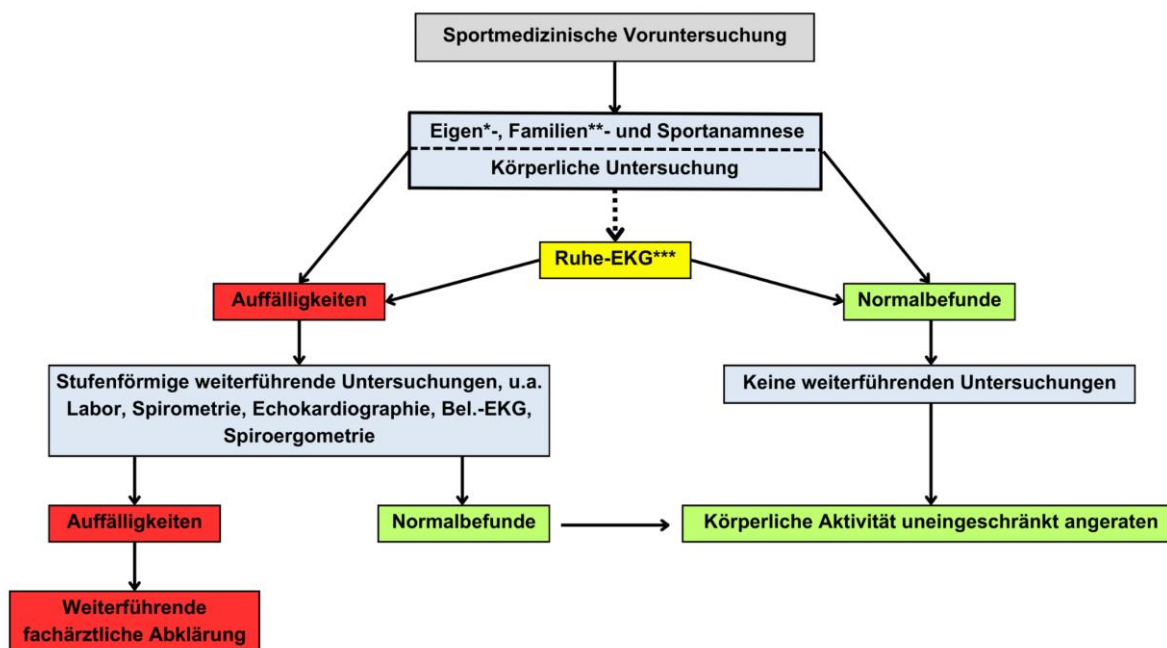 Sportmedizinische Voruntersuchung
Eigen*-, Familien**- und Sportanamnese
Körperliche Untersuchung
Ruhe-EKG***
Auffälligkeiten
Normalbefunde
Stufenförmige weiterführende Untersuchungen, u.a.
Labor, Spirometrie, Echokardiographie, Bel.-EKG,
Spiroergometrie
Keine weiterführenden Untersuchungen
Auffälligkeiten
Normalbefunde
Körperliche Aktivität uneingeschränkt angeraten
Weiterführende
fachärztliche Abklärung